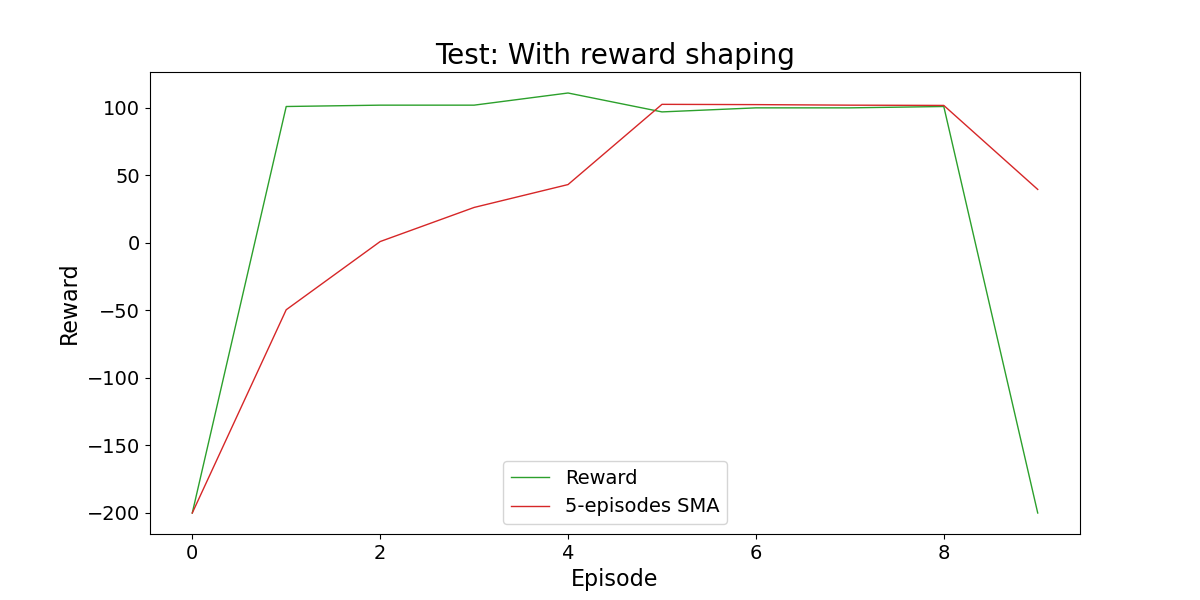 Test: With reward shaping
Reward
100
50
0
−50
−100
−150
−200
Reward
5-episodes SMA
0 2 4 6 8
Episode